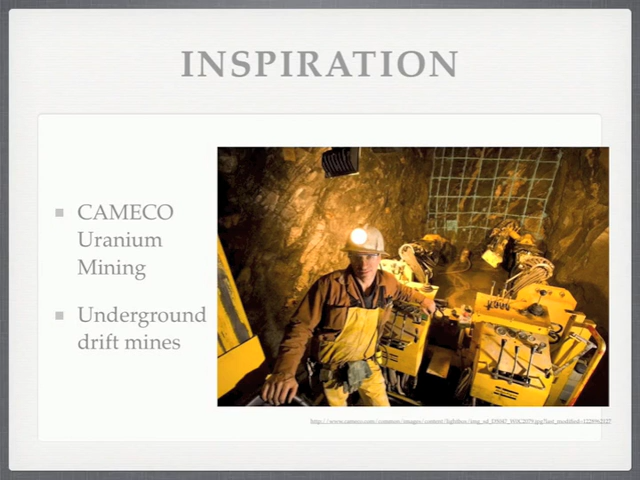 INSPIRATION
CAMECO
Uranium
Mining
Underground
drift mines